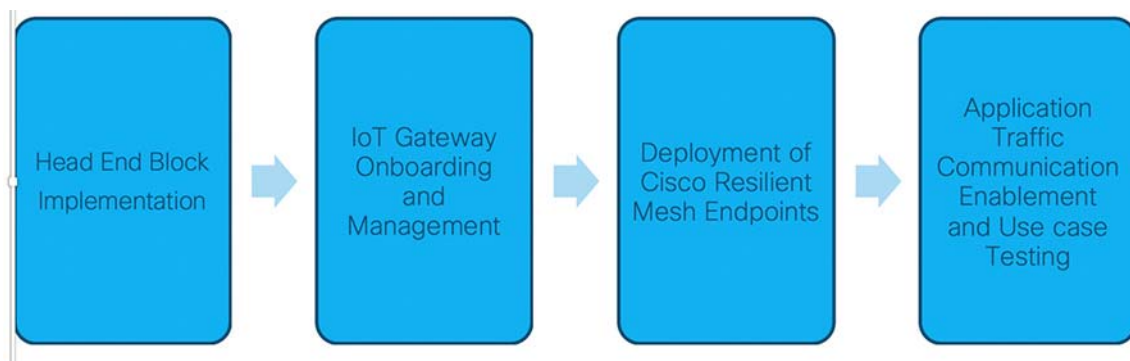 Head End Block
Implementation
IoT Gateway
Onboarding
and
Management
Deployment of
Cisco Resilient
Mesh Endpoints
Application
Traffic
Communication
Enablement
and Use case
Testing